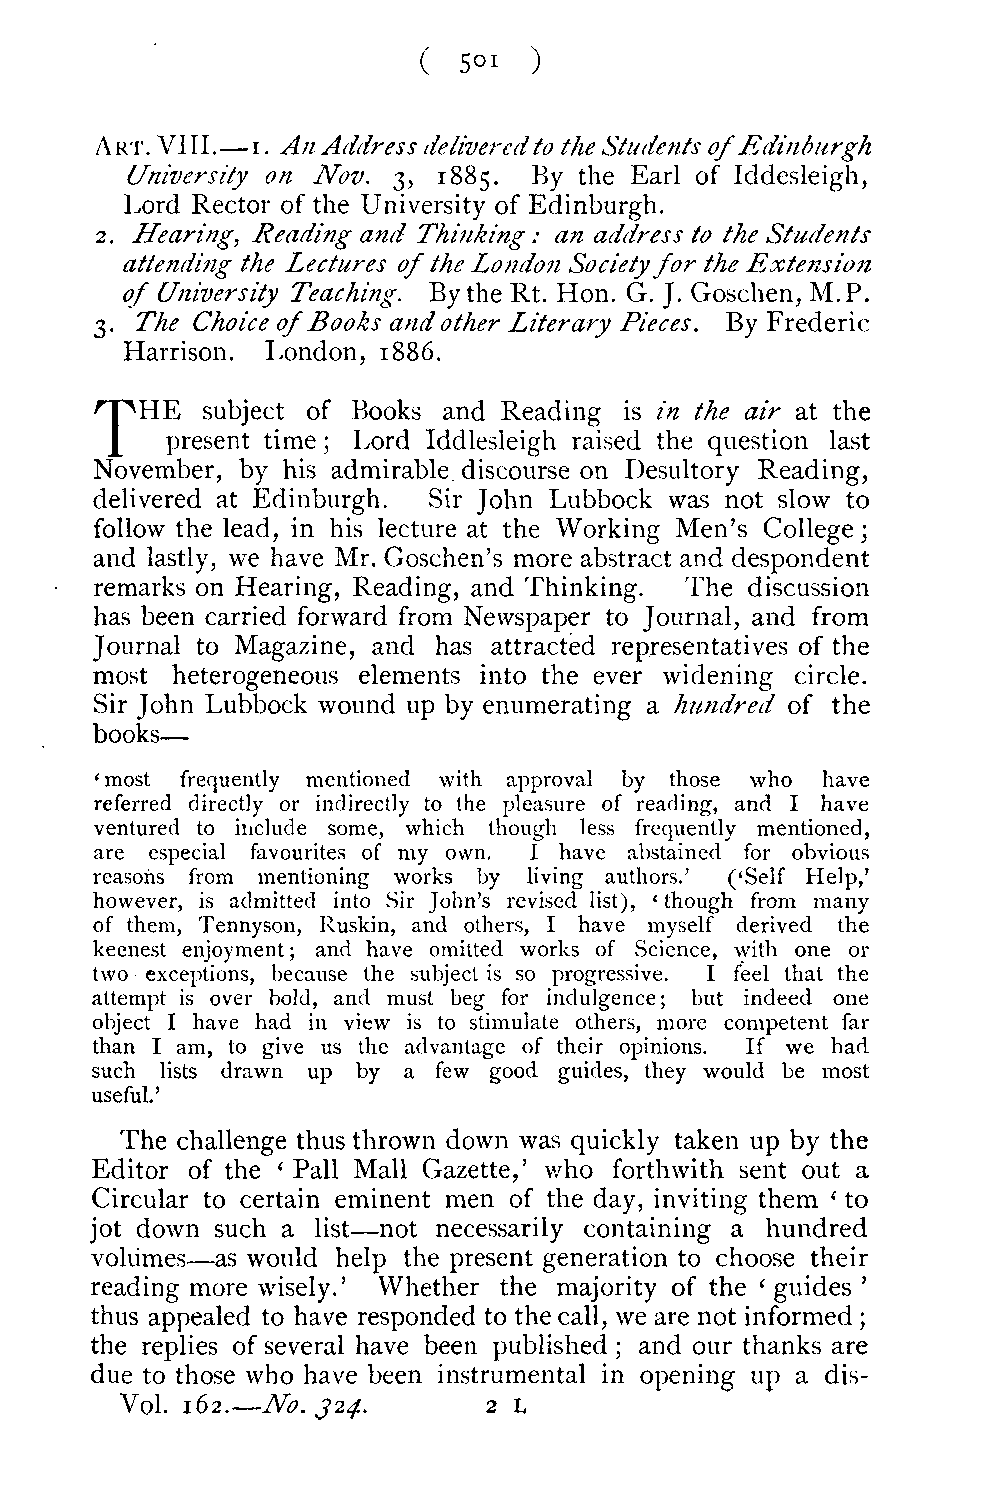 ( 501 )
ART. VIII.—1. An Address delivered to the Students of Edinburgh
University on Nov. 3, 1885. By the Earl of Iddesleigh,
Lord Rector of the University of Edinburgh.
2. Hearing, Reading and Thinking: an address to the Students
attending the Lectures of the London Society for the Extension
of University Teaching. By the Rt. Hon. G. J. Goschen, M.P.
3. The Choice of Books and other Literary Pieces. By Frederic
Harrison. London, 1886.
THE subject of Books and Reading is in the air at the
present time; Lord Iddlesleigh raised the question last
November, by his admirable discourse on Desultory Reading,
delivered at Edinburgh. Sir John Lubbock was not slow to
follow the lead, in his lecture at the Working Men's College;
and lastly, we have Mr. Goschen's more abstract and despondent
remarks on Hearing, Reading, and Thinking. The discussion
has been carried forward from Newspaper to Journal, and from
Journal to Magazine, and has attracted representatives of the
most heterogeneous elements into the ever widening circle.
Sir John Lubbock wound up by enumerating a hundred of the
books—
'most frequently mentioned with approval by those who have
referred directly or indirectly to the pleasure of reading, and I have
ventured to include some, which though less frequently mentioned,
are especial favourites of my own. I have abstained for obvious
reasons from mentioning works by living authors.' ('Self Help,'
however, is admitted into Sir John's revised list), 'though from many
of them, Tennyson, Ruskin, and others, I have myself derived the
keenest enjoyment; and have omitted works of Science, with one or
two exceptions, because the subject is so progressive. I feel that the
attempt is over bold, and must beg for indulgence; but indeed one
object I have had in view is to stimulate others, more competent far
than I am, to give us the advantage of their opinions. If we had
such lists drawn up by a few good guides, they would be most
useful.'
The challenge thus thrown down was quickly taken up by the
Editor of the 'Pall Mall Gazette,' who forthwith sent out a
Circular to certain eminent men of the day, inviting them 'to
jot down such a list—not necessarily containing a hundred
volumes—as would help the present generation to choose their
reading more wisely.' Whether the majority of the 'guides'
thus appealed to have responded to the call, we are not informed;
the replies of several have been published; and our thanks are
due to those who have been instrumental in opening up a dis-
Vol. 162.—No. 324. 2 L